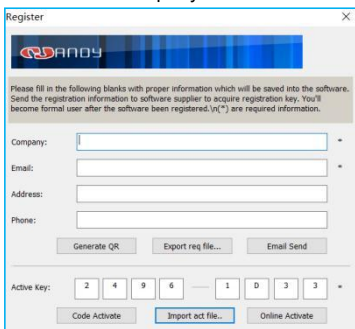 Register
HANDY
Please fill in the following blanks with proper information which will be saved into the software.
Send the registration information to software supplier to acquire registration key. You'll
become formal user after the software been registered.\n(*) are required information.
Company: *
Email: *
Address:
Phone:
Generate QR Export req file... Email Send
Active Key: 2 4 9 6 — 1 D 3 3 *
Code Activate Import act file.. Online Activate